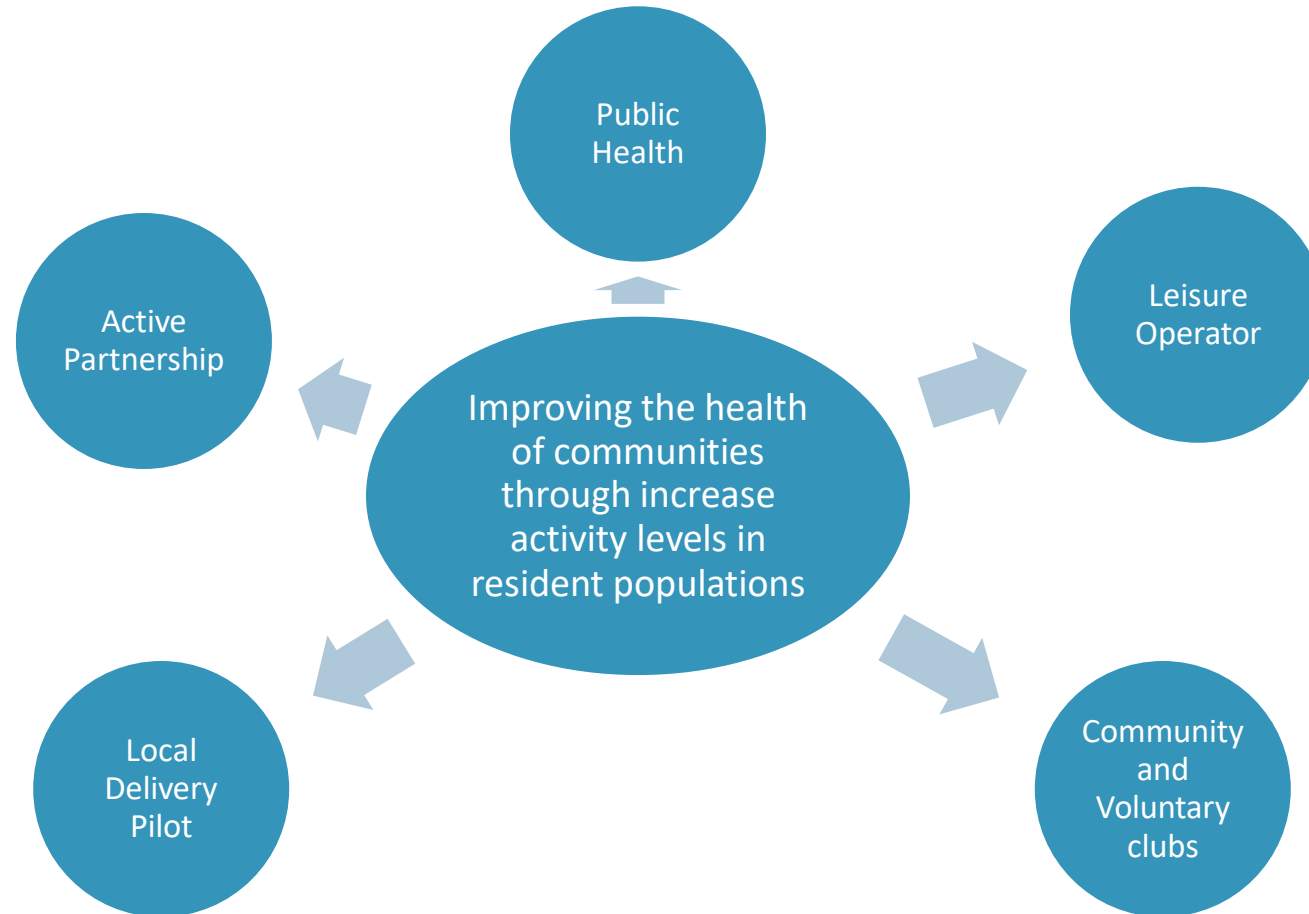 Public
Health
Active
Partnership
Leisure
Operator
Improving the health
of communities
through increase
activity levels in
resident populations
Local
Delivery
Pilot
Community
and
Voluntary
clubs